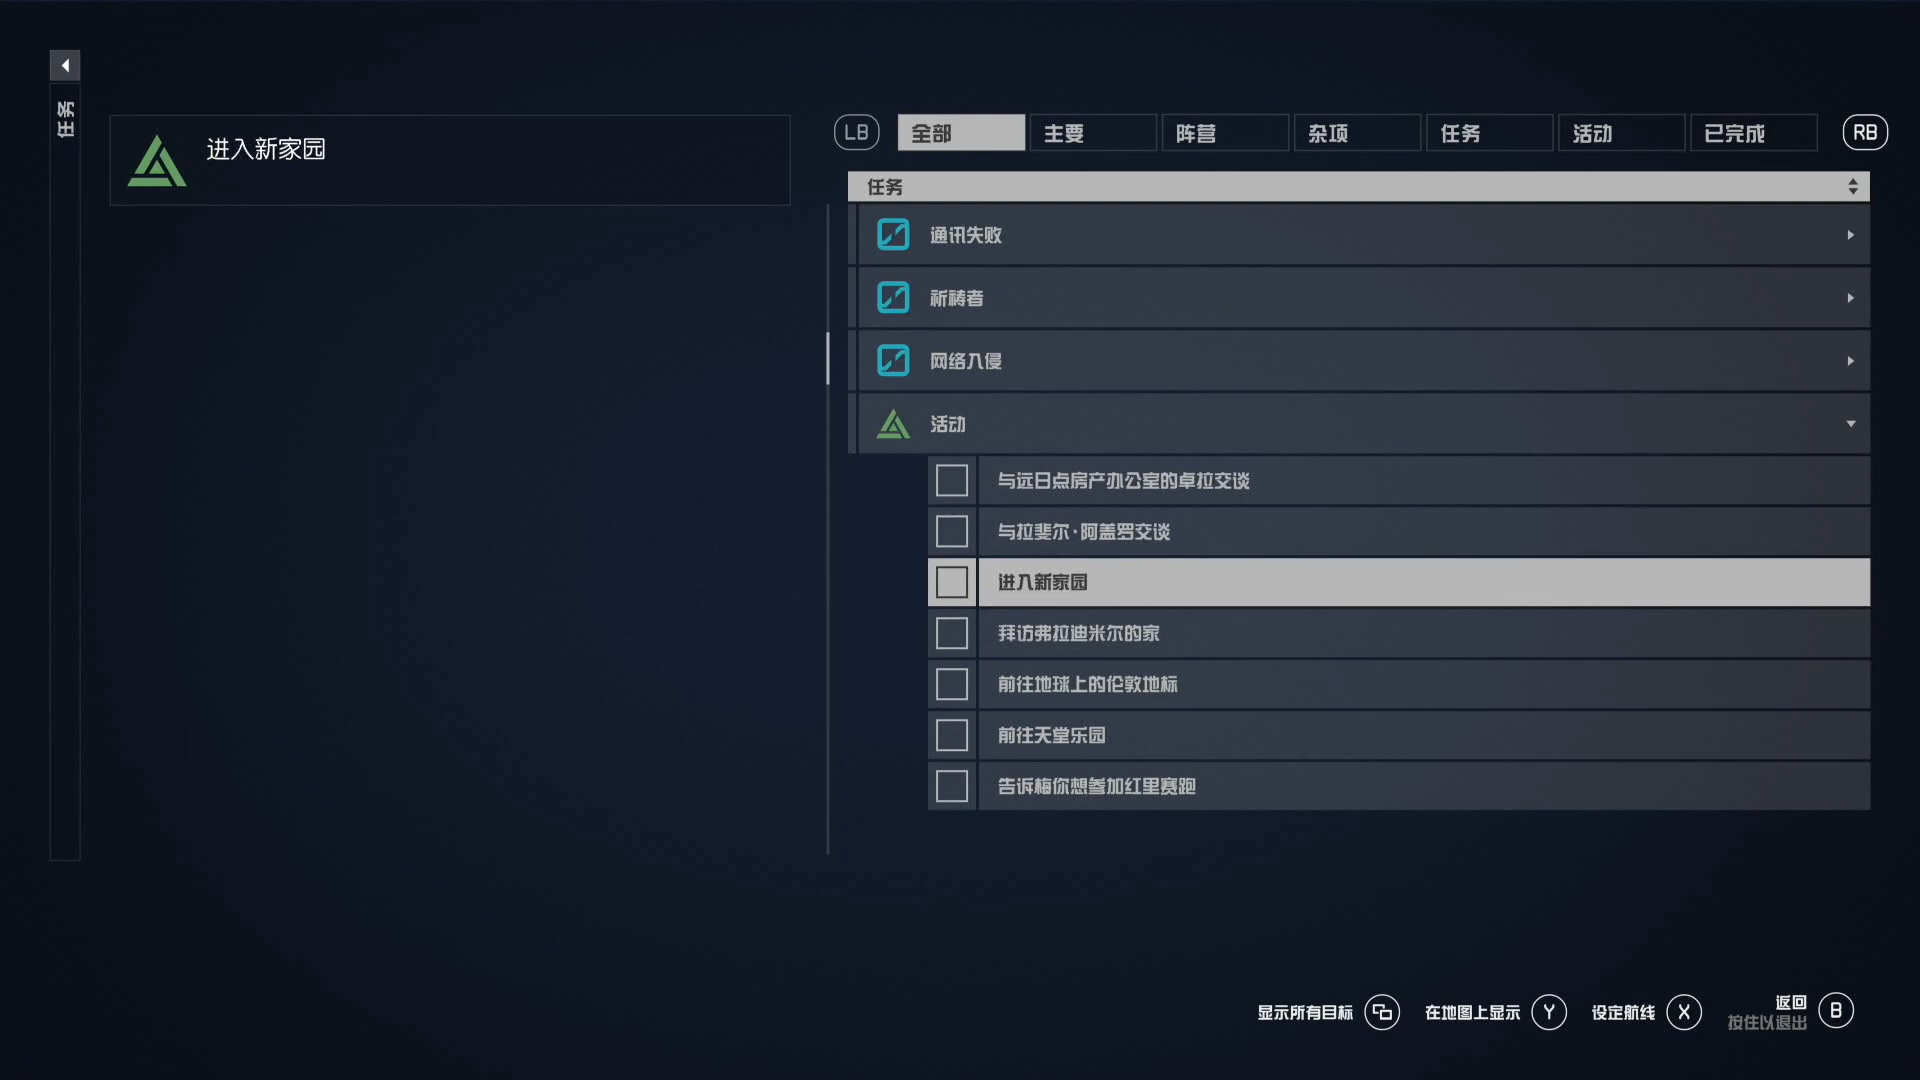 任务
进入新家园
LB
全部
主要
阵营
杂项
任务
活动
已完成
RB
任务
通讯失败
祈祷者
网络入侵
活动
与远日点房产办公室的卓拉交谈
与拉斐尔·阿盖罗交谈
进入新家园
拜访弗拉迪米尔的家
前往地球上的伦敦地标
前往天堂乐园
告诉梅你想参加红里赛跑
显示所有目标
在地图上显示 Y
设定航线 X
返回 B
按住以退出